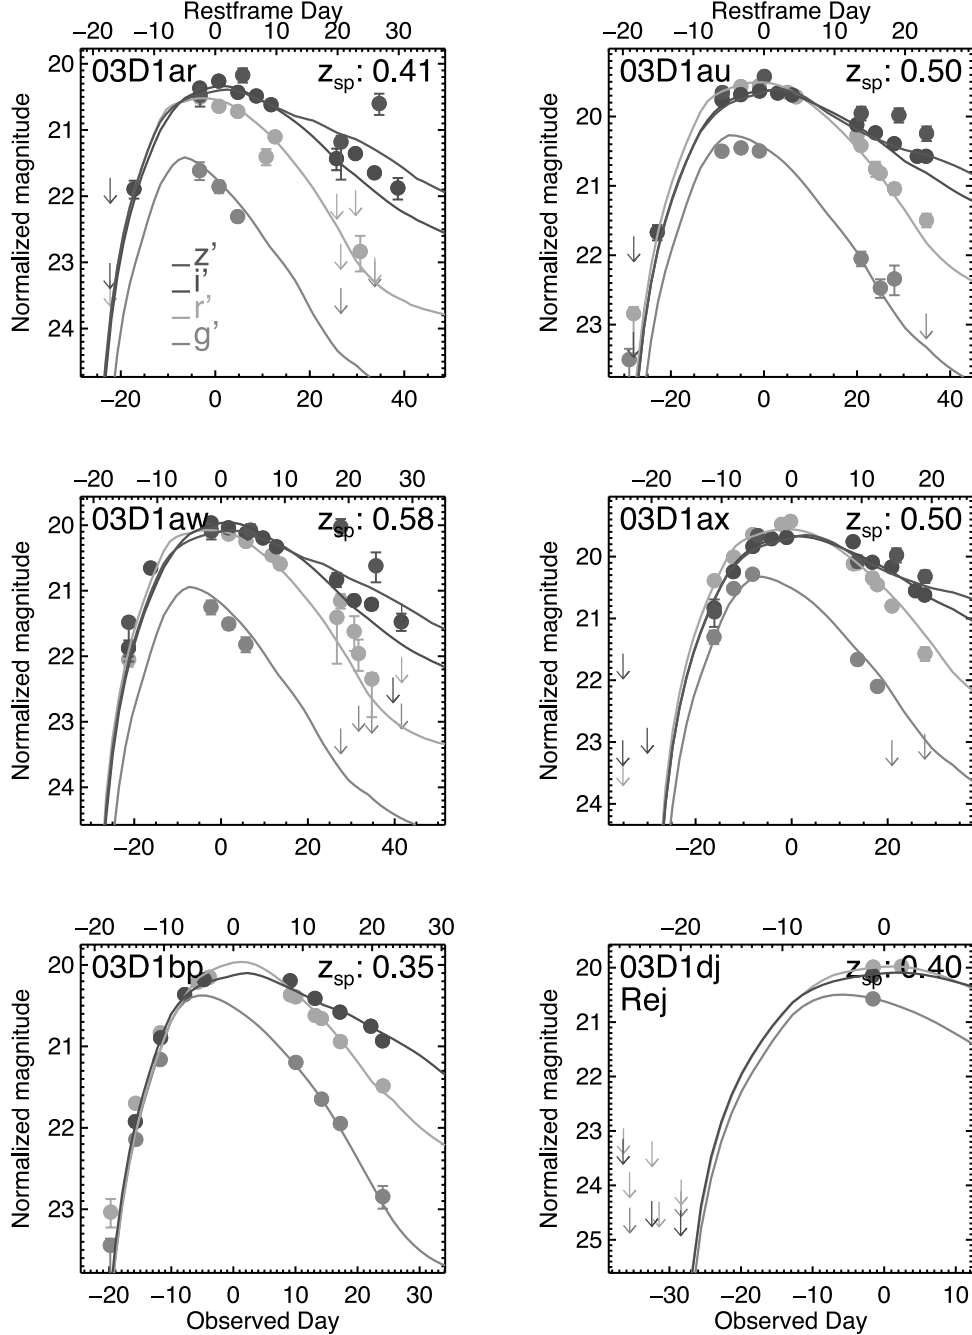 Restframe Day
Restframe Day
−20 −10 0 10 20 30
−20 −10 0 10 20
03D1ar
z_sp: 0.41
03D1au
z_sp: 0.50
Normalized magnitude
20
21
22
23
24
z'
i'
r'
g'
Normalized magnitude
20
21
22
23
−20 0 20 40
−20 0 20 40
−20 −10 0 10 20 30
−20 −10 0 10 20
03D1aw
z_sp: 0.58
03D1ax
z_sp: 0.50
Normalized magnitude
20
21
22
23
24
Normalized magnitude
20
21
22
23
24
−20 0 20 40
−20 0 20
−20 −10 0 10 20 30
−20 −10 0
03D1bp
z_sp: 0.35
03D1dj
z_sp: 0.40
Rej
Normalized magnitude
20
21
22
23
Normalized magnitude
20
21
22
23
24
25
−20 −10 0 10 20 30
−30 −20 −10 0 10
Observed Day
Observed Day